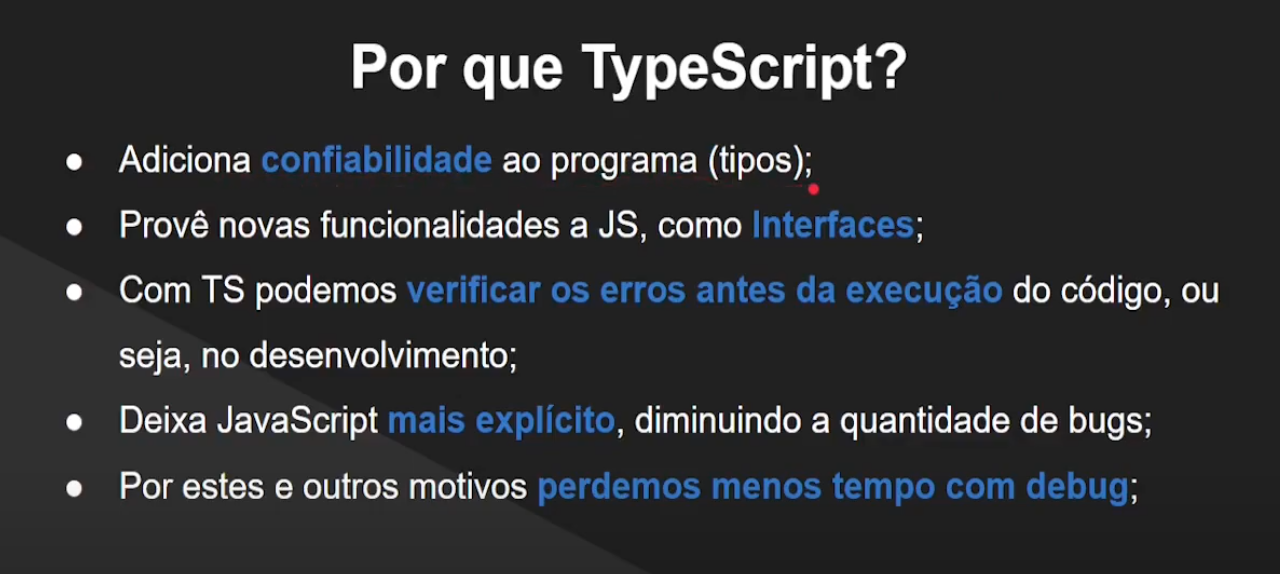 Por que TypeScript?
● Adiciona confiabilidade ao programa (tipos);
● Provê novas funcionalidades a JS, como Interfaces;
● Com TS podemos verificar os erros antes da execução do código, ou
seja, no desenvolvimento;
● Deixa JavaScript mais explícito, diminuindo a quantidade de bugs;
● Por estes e outros motivos perdemos menos tempo com debug;